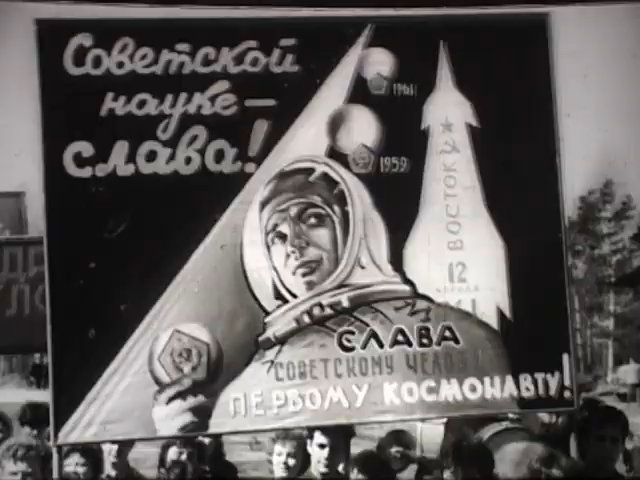 Советской
науке —
слава!
1961
1959
ВОСТОК
12
СЛАВА
СОВЕТСКОМУ
ПЕРВОМУ КОСМОНАВТУ!